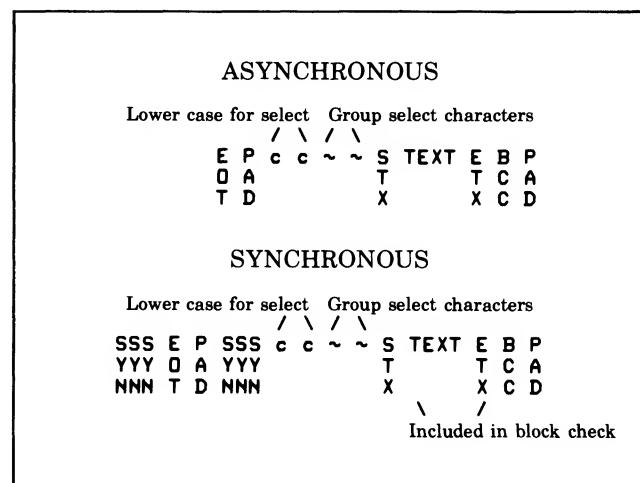 ASYNCHRONOUS
Lower case for select Group select characters
/ \ / \
E P c c ~ ~ S TEXT E B P
O A T T C A
T D X X C D
SYNCHRONOUS
Lower case for select Group select characters
/ \ / \
SSS E P SSS c c ~ ~ S TEXT E B P
YYY O A YYY T T C A
NNN T D NNN X X C D
\ /
Included in block check